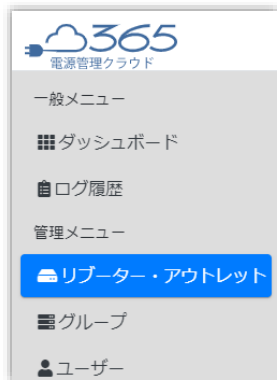 365
電源管理クラウド
一般メニュー
ダッシュボード
ログ履歴
管理メニュー
リブーター・アウトレット
グループ
ユーザー